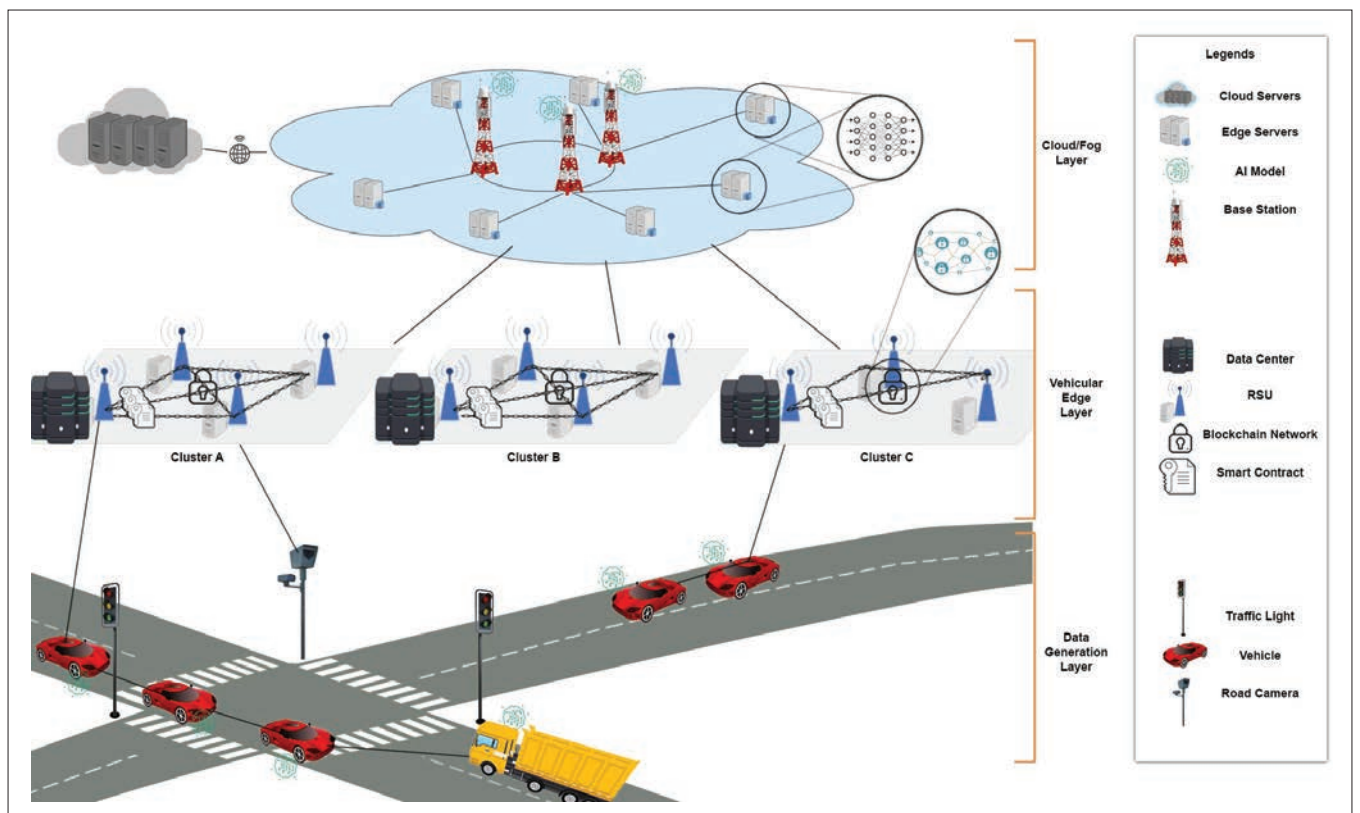 Legends
Cloud Servers
Edge Servers
AI Model
Base Station
Data Center
RSU
Blockchain Network
Smart Contract
Traffic Light
Vehicle
Road Camera
Cloud/Fog
Layer
Vehicular
Edge
Layer
Data
Generation
Layer
Cluster A
Cluster B
Cluster C